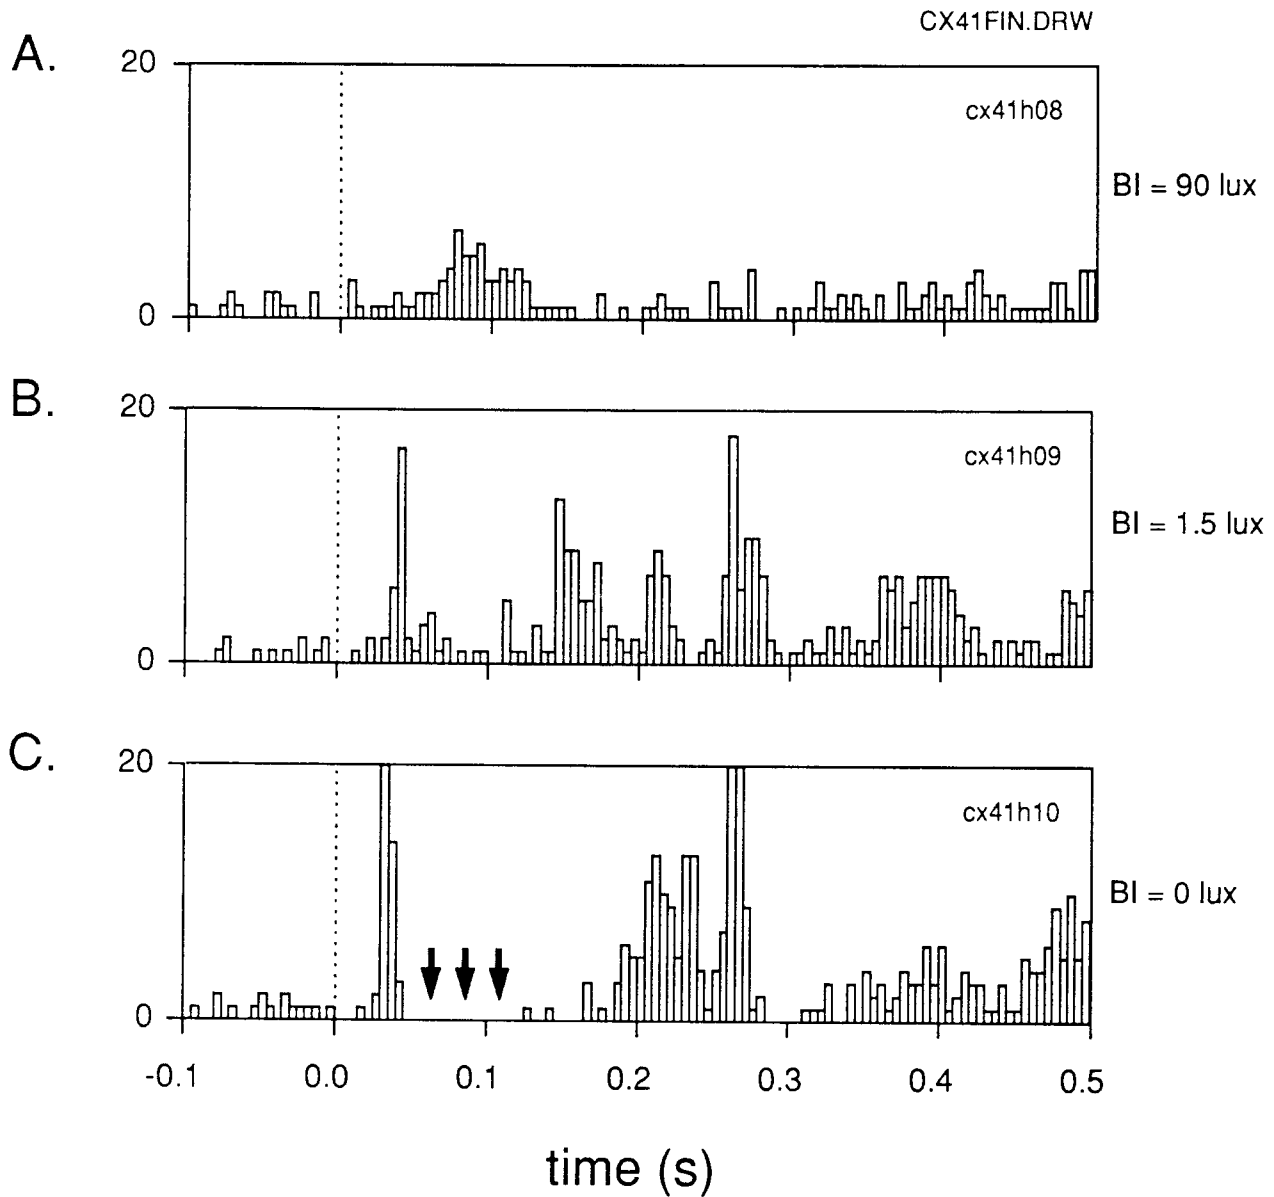 CX41FIN.DRW
A.
20
cx41h08
BI = 90 lux
0
B.
20
cx41h09
BI = 1.5 lux
0
C.
20
cx41h10
BI = 0 lux
0
-0.1 0.0 0.1 0.2 0.3 0.4 0.5
time (s)